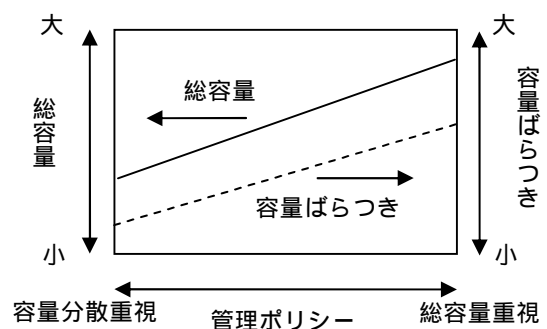 大
大
総容量
総容量
容量ばらつき
容量ばらつき
小
小
容量分散重視
管理ポリシー
総容量重視